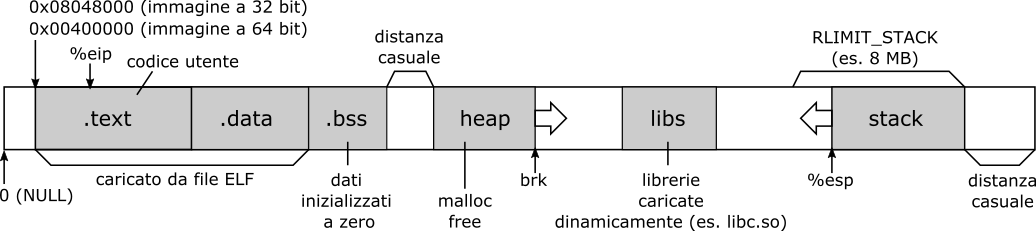 0x08048000 (immagine a 32 bit)
0x00400000 (immagine a 64 bit)
%eip
codice utente
distanza
casuale
RLIMIT_STACK
(es. 8 MB)
.text
.data
.bss
heap
libs
stack
0 (NULL)
caricato da file ELF
dati
inizializzati
a zero
malloc
free
brk
librerie
caricate
dinamicamente (es. libc.so)
%esp
distanza
casuale